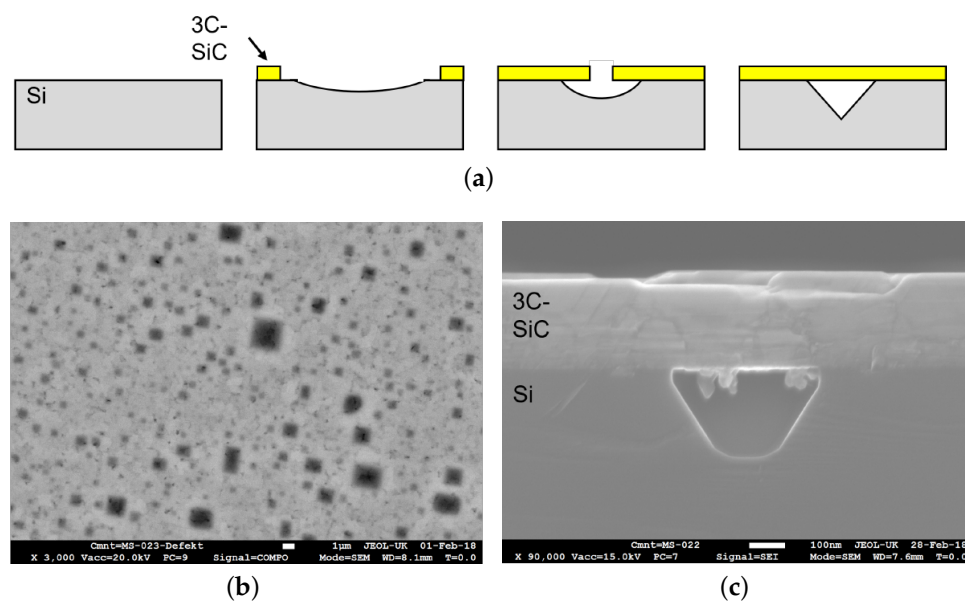 3C-
SiC
Si
(a)
Cmnt=MS-023-Defekt 1µm JEOL-UK 01-Feb-18
X 3,000 Vacc=20.0kV PC=9 Signal=COMPO Mode=SEM WD=8.1mm T=0.0
(b)
3C-
SiC
Si
Cmnt=MS-022 100nm JEOL-UK 28-Feb-18
X 90,000 Vacc=15.0kV PC=7 Signal=SEI Mode=SEM WD=7.6mm T=0.0
(c)